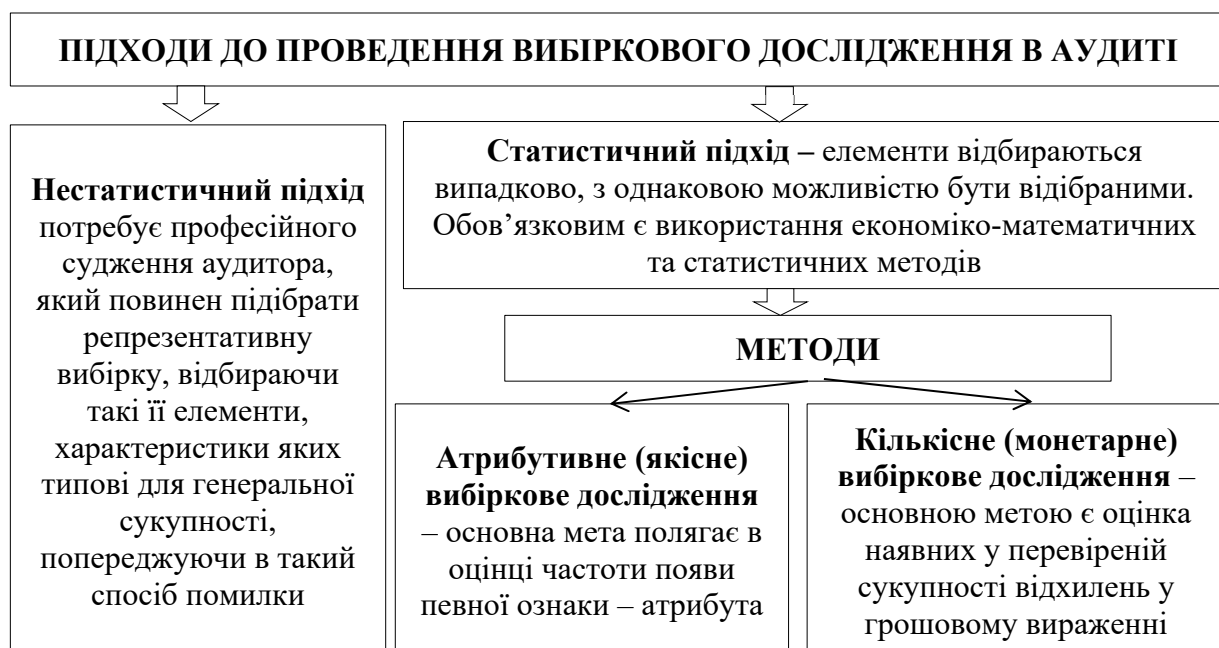 ПІДХОДИ ДО ПРОВЕДЕННЯ ВИБІРКОВОГО ДОСЛІДЖЕННЯ В АУДИТІ
Нестатистичний підхід
потребує професійного
судження аудитора,
який повинен підібрати
репрезентативну
вибірку, відбираючи
такі її елементи,
характеристики яких
типові для генеральної
сукупності,
попереджуючи в такий
спосіб помилки
Статистичний підхід – елементи відбираються
випадково, з однаковою можливістю бути відібраними.
Обов’язковим є використання економіко-математичних
та статистичних методів
МЕТОДИ
Атрибутивне (якісне)
вибіркове дослідження
– основна мета полягає в
оцінці частоти появи
певної ознаки – атрибута
Кількісне (монетарне)
вибіркове дослідження –
основною метою є оцінка
наявних у перевіреній
сукупності відхилень у
грошовому вираженні